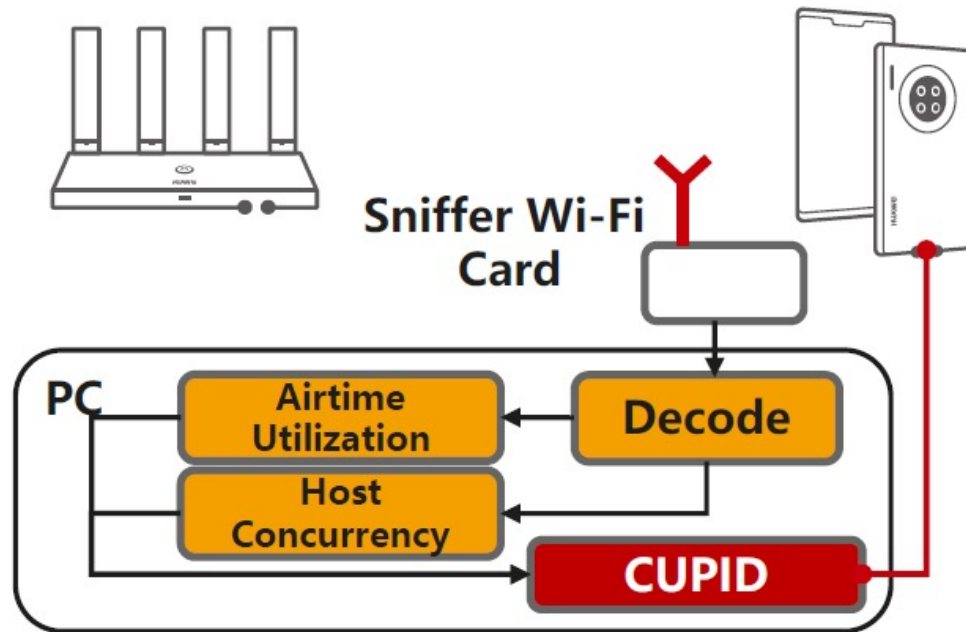 Sniffer Wi-Fi
Card
PC
Airtime
Utilization
Decode
Host
Concurrency
CUPID